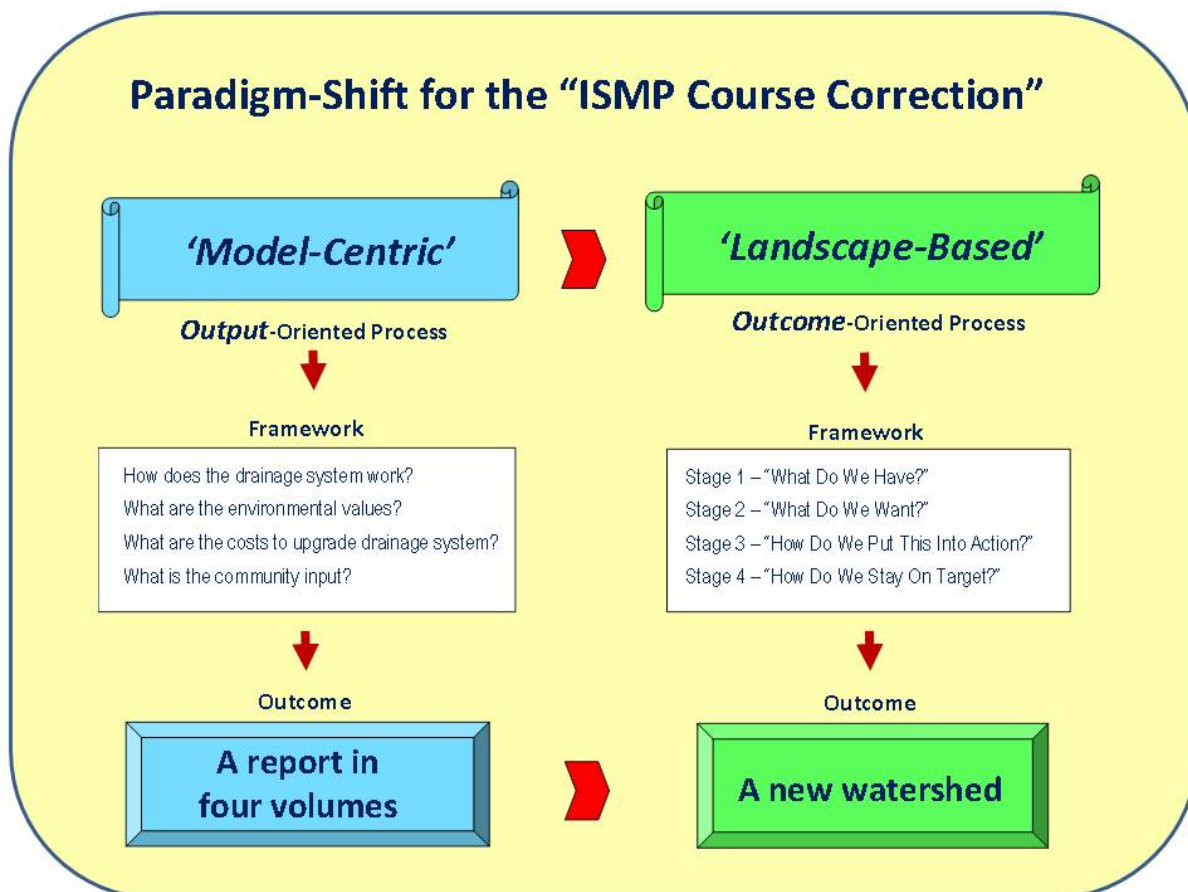 Paradigm-Shift for the “ISMP Course Correction”
‘Model-Centric’
Output-Oriented Process
Framework
How does the drainage system work?
What are the environmental values?
What are the costs to upgrade drainage system?
What is the community input?
Outcome
A report in
four volumes
‘Landscape-Based’
Outcome-Oriented Process
Framework
Stage 1 – “What Do We Have?”
Stage 2 – “What Do We Want?”
Stage 3 – “How Do We Put This Into Action?”
Stage 4 – “How Do We Stay On Target?”
Outcome
A new watershed